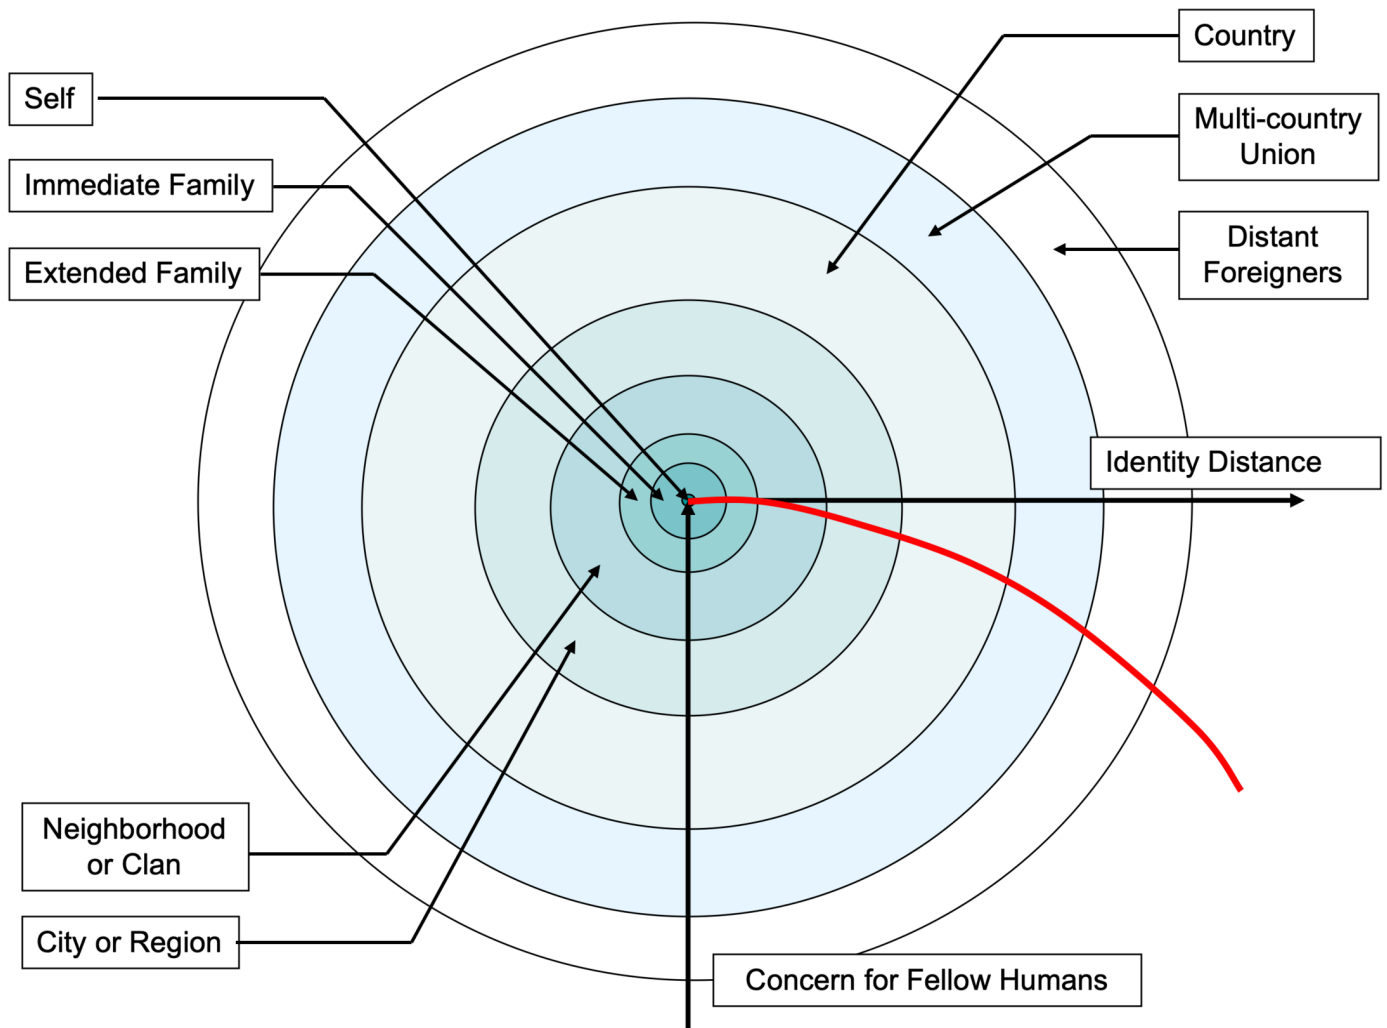 Self
Immediate Family
Extended Family
Country
Multi-country
Union
Distant
Foreigners
Identity Distance
Neighborhood
or Clan
City or Region
Concern for Fellow Humans